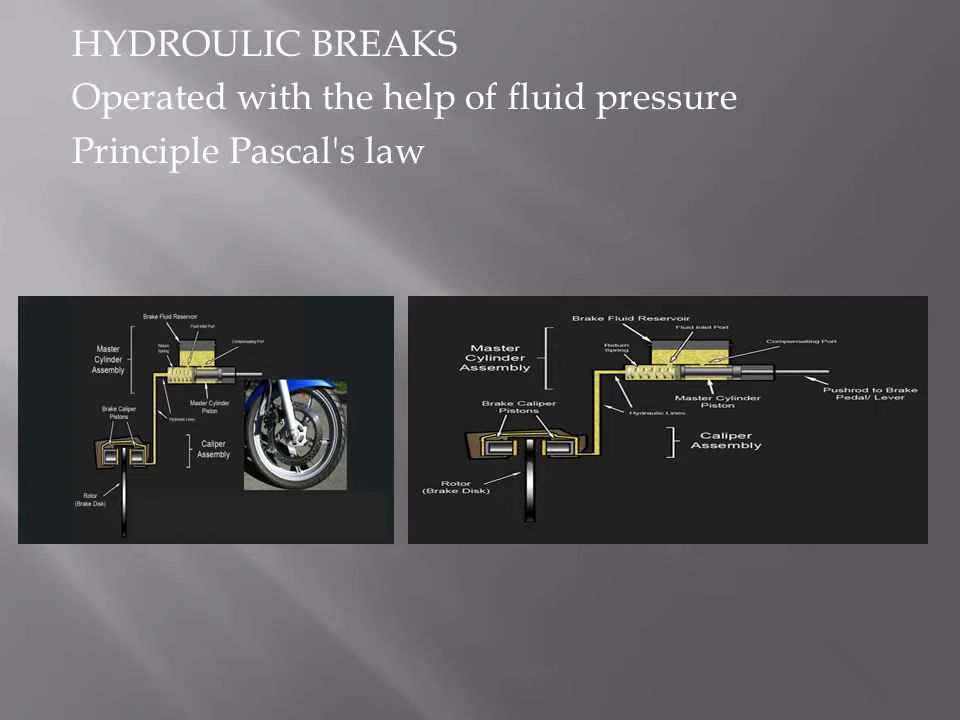 HYDROULIC BREAKS
Operated with the help of fluid pressure
Principle Pascal's law
Brake Fluid Reservoir
Fluid Inlet Port
Return
Spring
Compensating Port
Master
Cylinder
Assembly
Master Cylinder
Piston
Brake Caliper
Pistons
Hydraulic Lines
Caliper
Assembly
Rotor
(Brake Disk)
Brake Fluid Reservoir
Fluid Inlet Port
Return
Spring
Compensating Port
Master
Cylinder
Assembly
Pushrod to Brake
Pedal/ Lever
Master Cylinder
Piston
Brake Caliper
Pistons
Hydraulic Lines
Caliper
Assembly
Rotor
(Brake Disk)